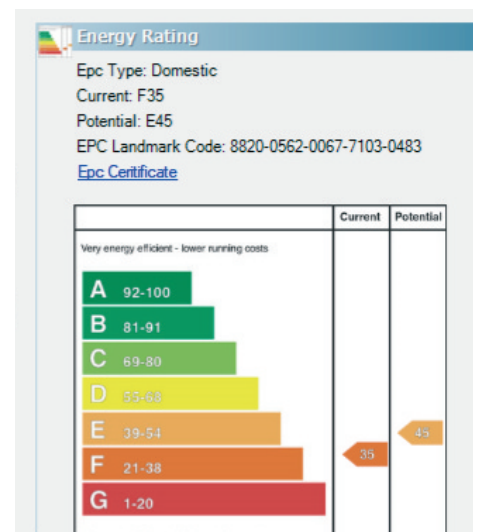 Energy Rating
Epc Type: Domestic
Current: F35
Potential: E45
EPC Landmark Code: 8820-0562-0067-7103-0483
Epc Ceritificate
Current Potential
Very energy efficient - lower running costs
A 92-100
B 81-91
C 69-80
D 55-68
E 39-54
45
35
F 21-38
G 1-20